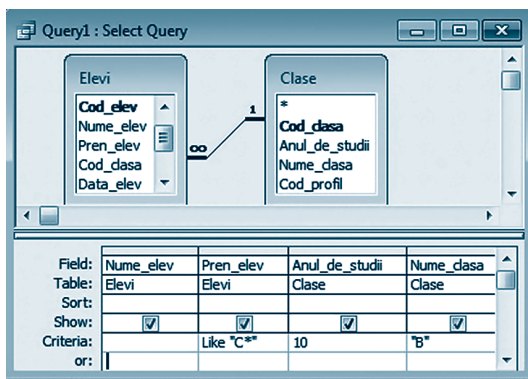 Query1 : Select Query
Elevi
Cod_elev
Nume_elev
Pren_elev
Cod_clasa
Data_elev
∞
1
Clase
*
Cod_clasa
Anul_de_studii
Nume_clasa
Cod_profil
Field: Nume_elev Pren_elev Anul_de_studii Nume_clasa
Table: Elevi Elevi Clase Clase
Sort:
Show:
Criteria: Like "C*" 10 "B"
or: